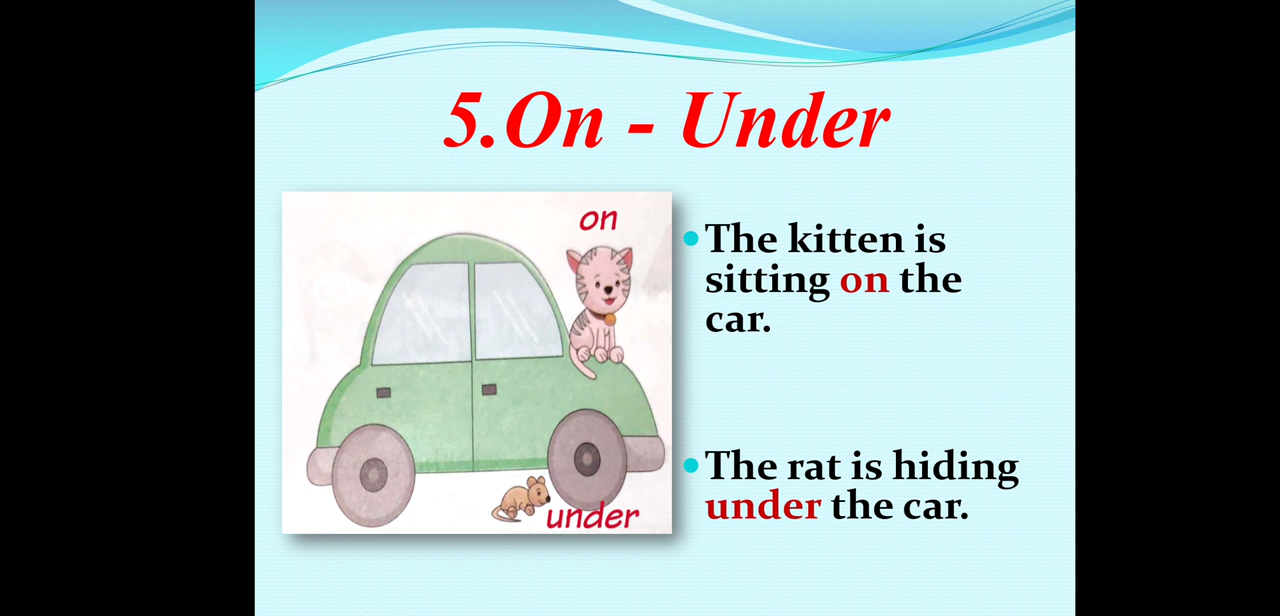 5.On - Under
on
under
The kitten is
sitting on the
car.
The rat is hiding
under the car.